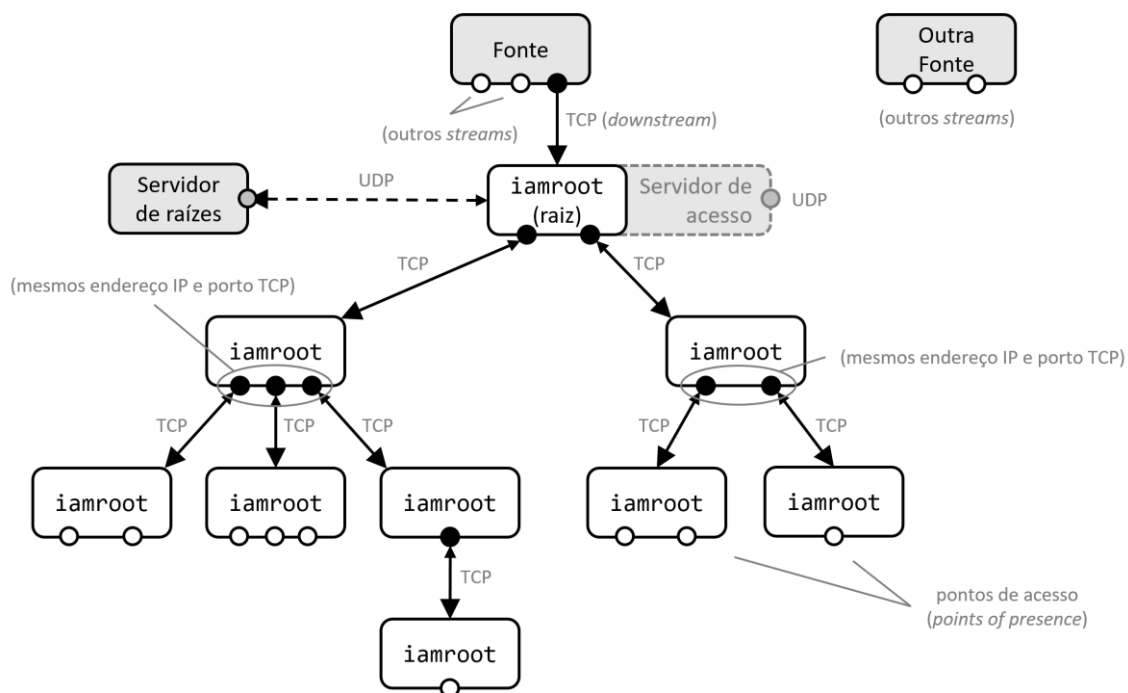 Fonte
Outra
Fonte
(outros streams)
TCP (downstream)
(outros streams)
Servidor
de raízes
UDP
iamroot
(raiz)
Servidor de
acesso
UDP
TCP
TCP
(mesmos endereço IP e porto TCP)
iamroot
iamroot
(mesmos endereço IP e porto TCP)
TCP
TCP
TCP
TCP
TCP
iamroot
iamroot
iamroot
iamroot
iamroot
TCP
pontos de acesso
(points of presence)
iamroot